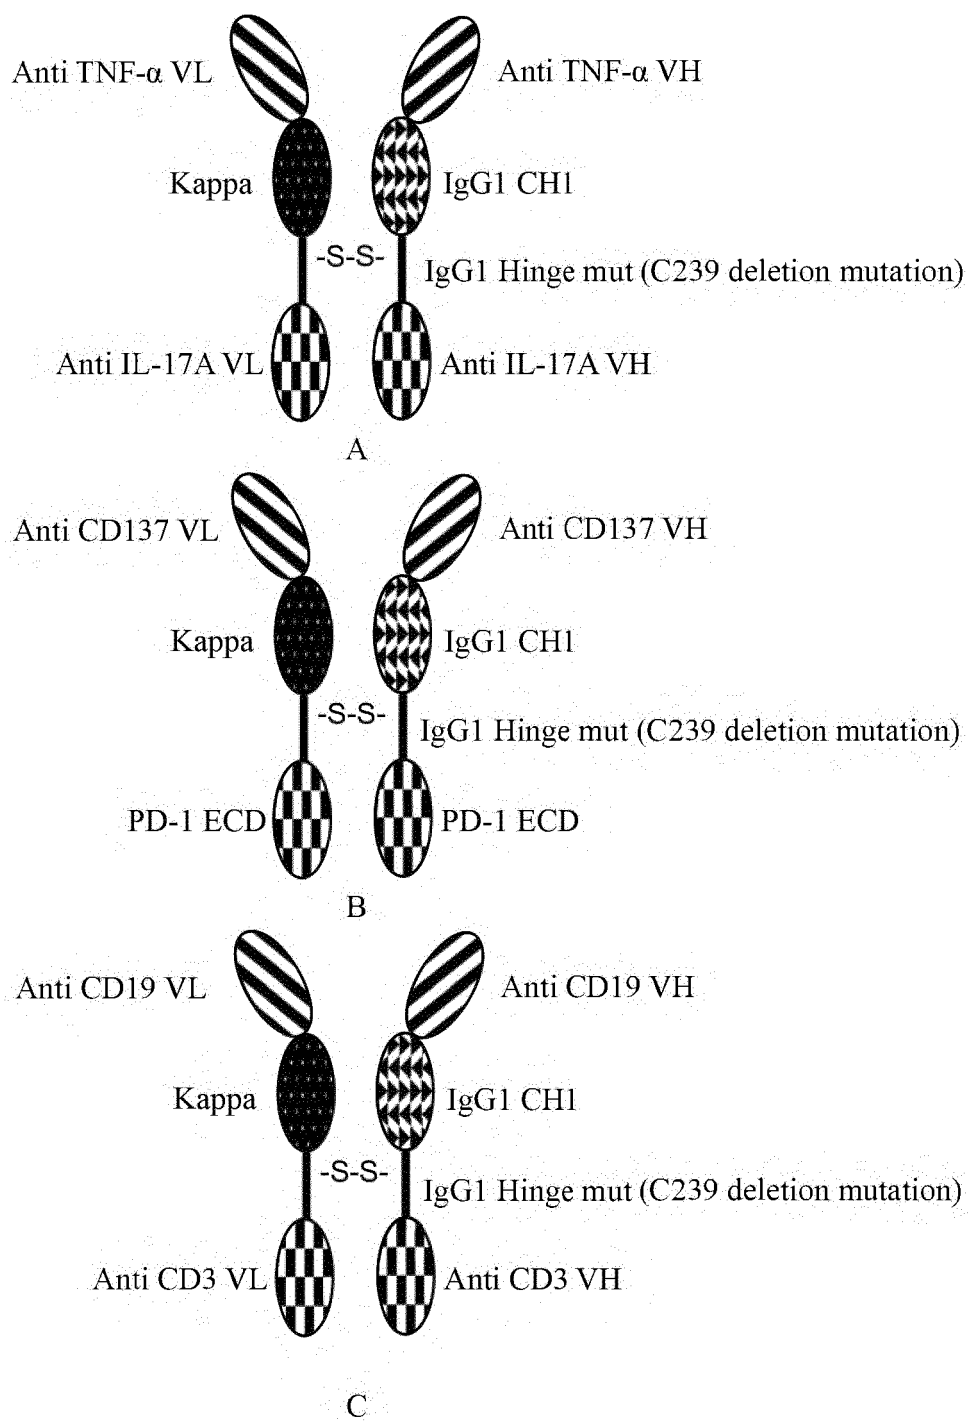 Anti TNF-α VL
Anti TNF-α VH
Kappa
IgG1 CH1
-S-S-
IgG1 Hinge mut (C239 deletion mutation)
Anti IL-17A VL
Anti IL-17A VH
A
Anti CD137 VL
Anti CD137 VH
Kappa
IgG1 CH1
-S-S-
IgG1 Hinge mut (C239 deletion mutation)
PD-1 ECD
PD-1 ECD
B
Anti CD19 VL
Anti CD19 VH
Kappa
IgG1 CH1
-S-S-
IgG1 Hinge mut (C239 deletion mutation)
Anti CD3 VL
Anti CD3 VH
C